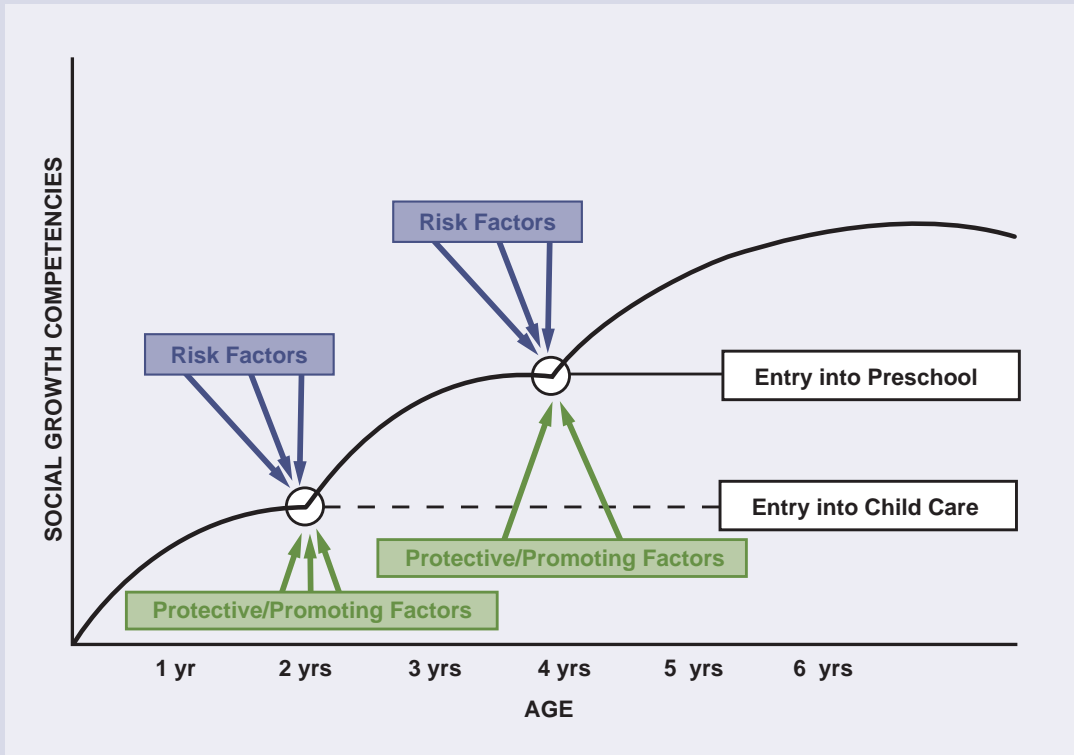 SOCIAL GROWTH COMPETENCIES
Risk Factors
Risk Factors
Entry into Preschool
Entry into Child Care
Protective/Promoting Factors
Protective/Promoting Factors
1 yr 2 yrs 3 yrs 4 yrs 5 yrs 6 yrs
AGE